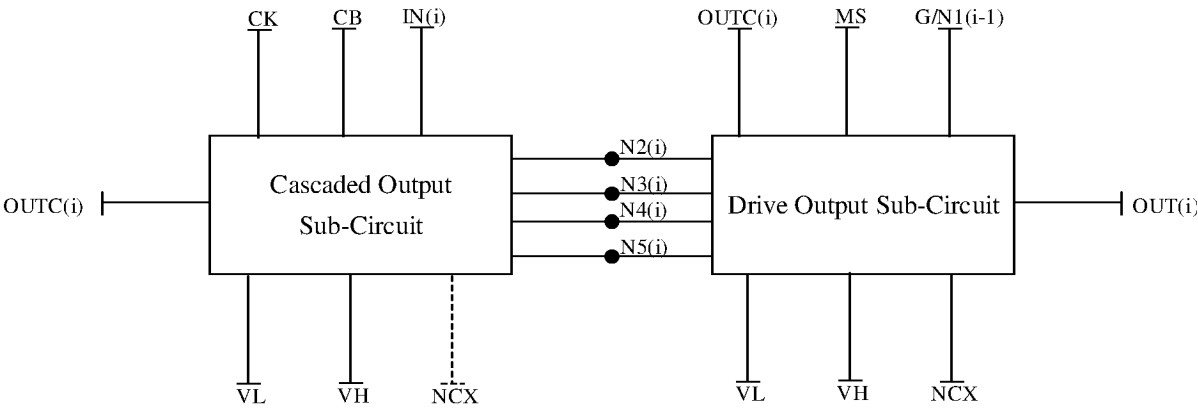 CK CB IN(i) OUTC(i) MS G/N1(i-1)
N2(i)
Cascaded Output
Sub-Circuit
N3(i)
N4(i)
N5(i)
Drive Output Sub-Circuit
OUTC(i)
OUT(i)
VL VH NCX VL VH NCX